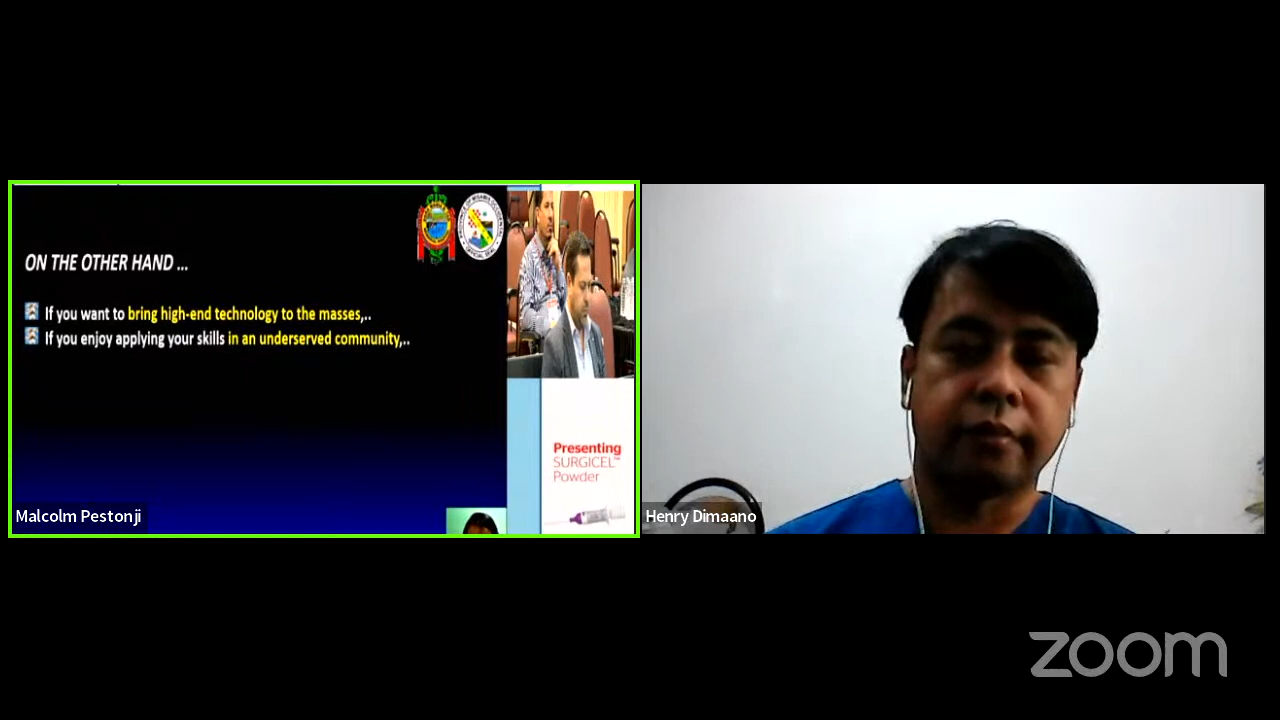 ON THE OTHER HAND ...
If you want to bring high-end technology to the masses,..
If you enjoy applying your skills in an underserved community,..
Presenting
SURGICEL™
Powder
Malcolm Pestonji
Henry Dimaano
zoom